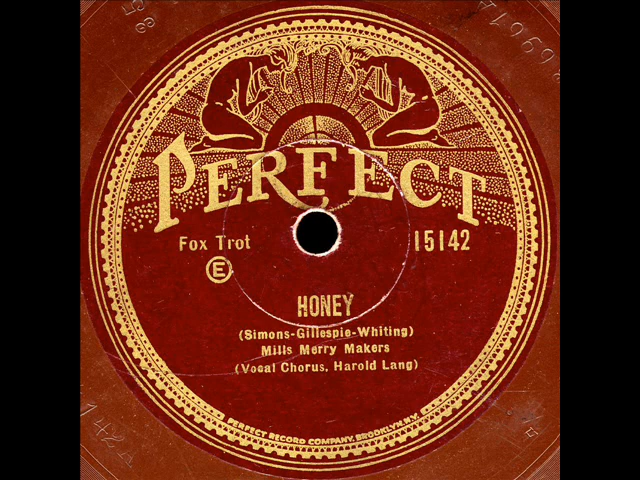 PERFECT
Fox Trot
15142
E
HONEY
(Simons-Gillespie-Whiting)
Mills Merry Makers
(Vocal Chorus, Harold Lang)
PERFECT RECORD COMPANY, BROOKLYN, N.Y.